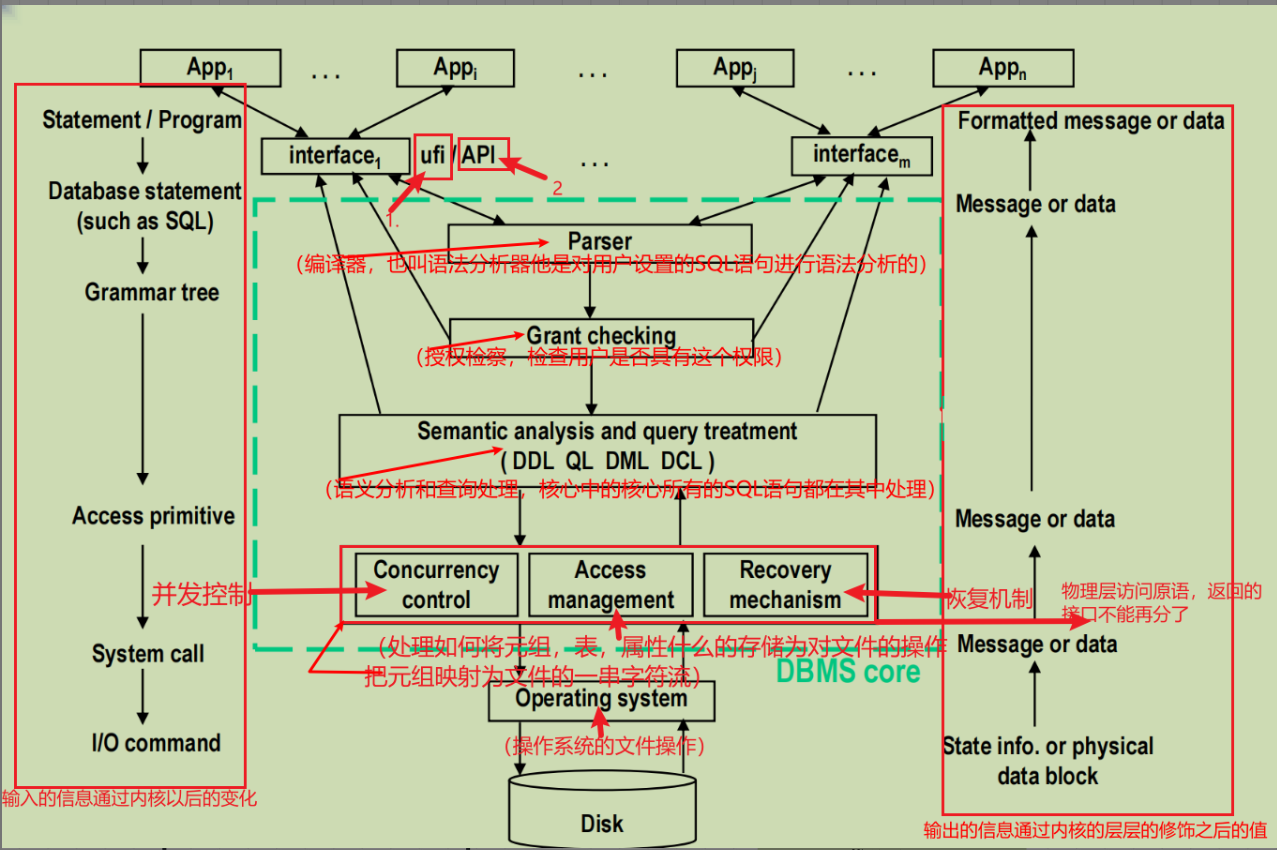 App1 ... Appi ... Appj ... Appn
Statement / Program
Database statement
(such as SQL)
Grammar tree
Access primitive
System call
I/O command
输入的信息通过内核以后的变化
interface1 ufi / API ... interfacem
1.
2
Parser
(编译器，也叫语法分析器他是对用户设置的SQL语句进行语法分析的)
Grant checking
(授权检察，检查用户是否具有这个权限)
Semantic analysis and query treatment
( DDL QL DML DCL )
(语义分析和查询处理，核心中的核心所有的SQL语句都在其中处理)
并发控制
Concurrency
control
Access
management
Recovery
mechanism
恢复机制
物理层访问原语，返回的
接口不能再分了
(处理如何将元组，表，属性什么的存储为对文件的操作
把元组映射为文件的一串字符流)
DBMS core
Operating system
(操作系统的文件操作)
Disk
Formatted message or data
Message or data
Message or data
Message or data
State info. or physical
data block
输出的信息通过内核的层层的修饰之后的值